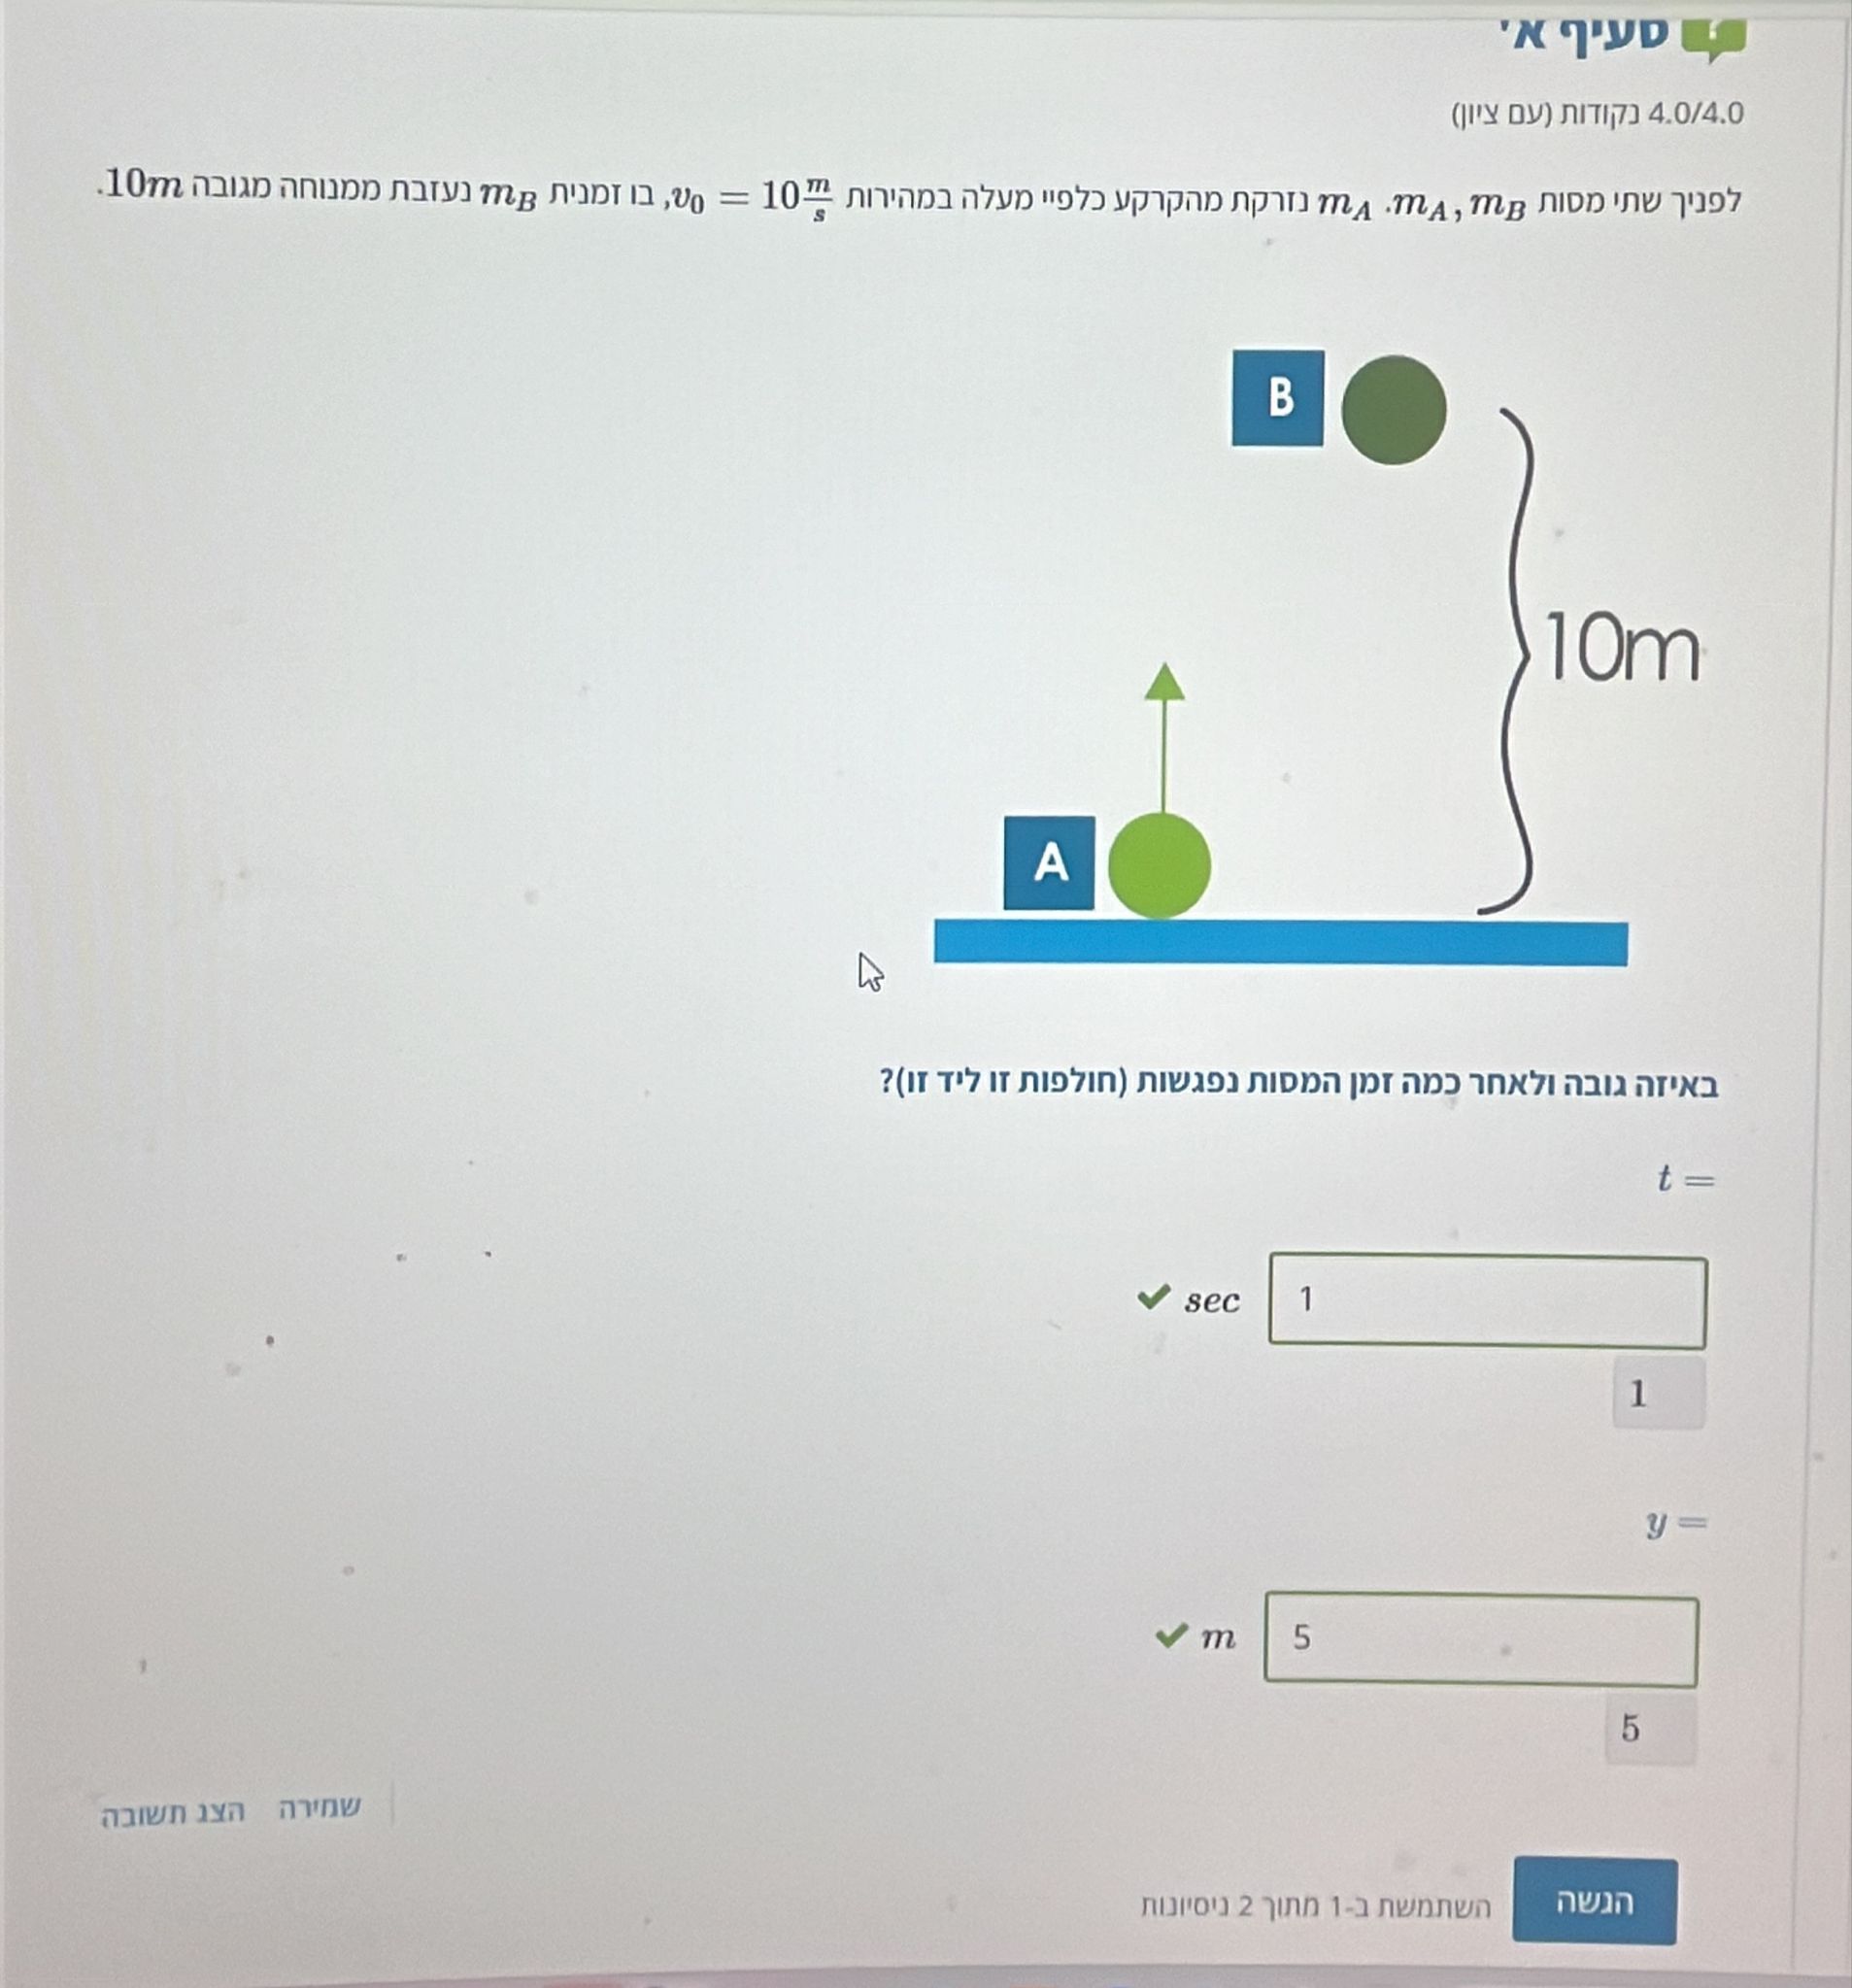 סעיף א'
4.0/4.0 נקודות (עם ציון)
לפניך שתי מסות m_A , m_B. m_A נזרקת מהקרקע כלפיי מעלה במהירות v_0 = 10 m/s, בו זמנית m_B נעזבת ממנוחה מגובה 10m.
B
10m
A
באיזה גובה ולאחר כמה זמן המסות נפגשות (חולפות זו ליד זו)?
t =
1 sec
1
y =
5 m
5
שמירה הצג תשובה
הגשה השתמשת ב-1 מתוך 2 ניסיונות